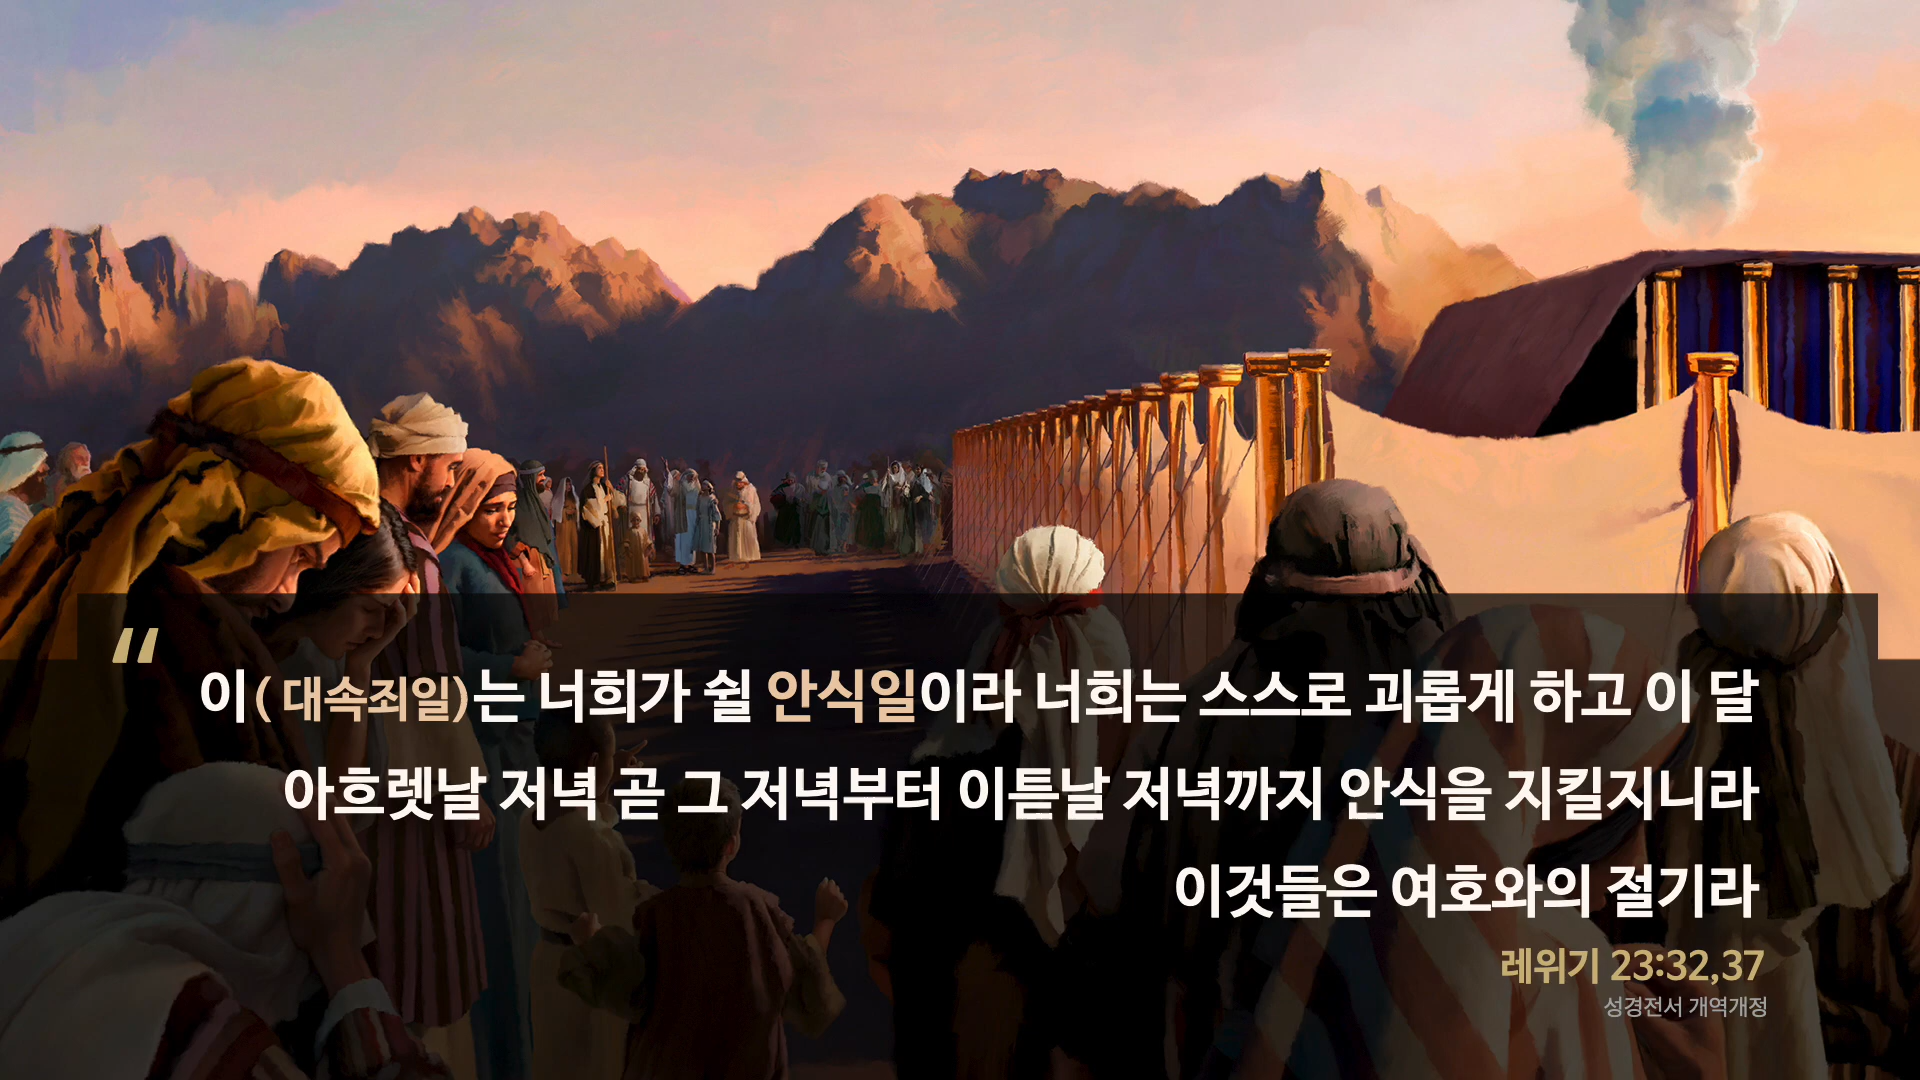 “
이( 대속죄일)는 너희가 쉴 안식일이라 너희는 스스로 괴롭게 하고 이 달
아흐렛날 저녁 곧 그 저녁부터 이튿날 저녁까지 안식을 지킬지니라
이것들은 여호와의 절기라
레위기 23:32,37
성경전서 개역개정